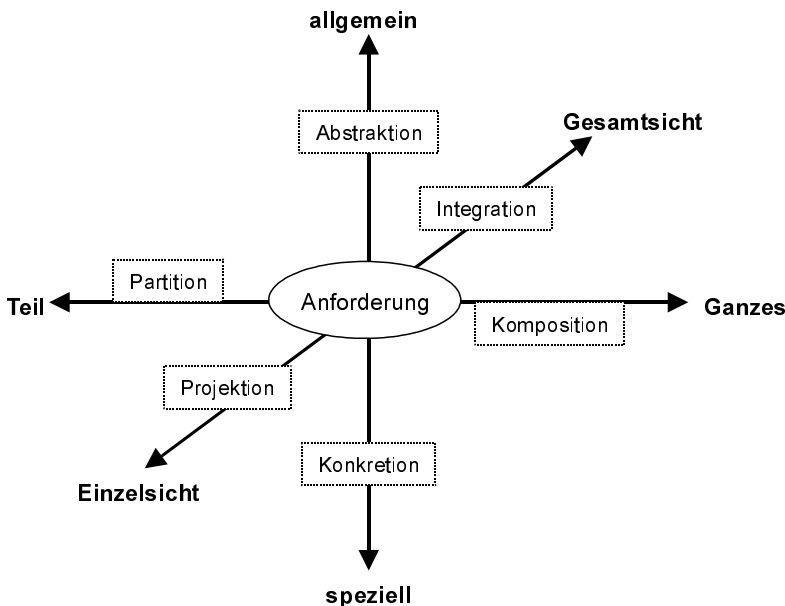 allgemein
Abstraktion
Gesamtsicht
Integration
Partition
Teil
Anforderung
Komposition
Ganzes
Projektion
Konkretion
Einzelsicht
speziell